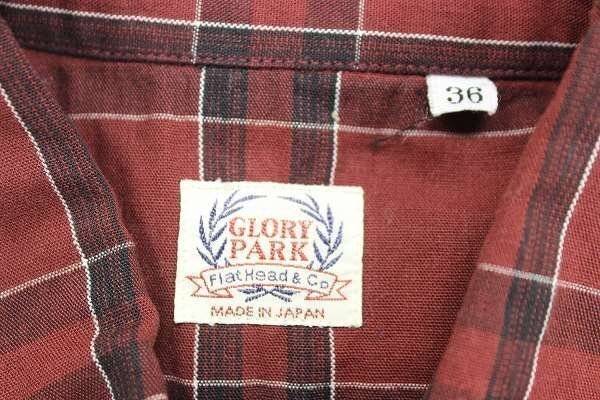 36
GLORY
PARK
FlatHead & Co
MADE IN JAPAN